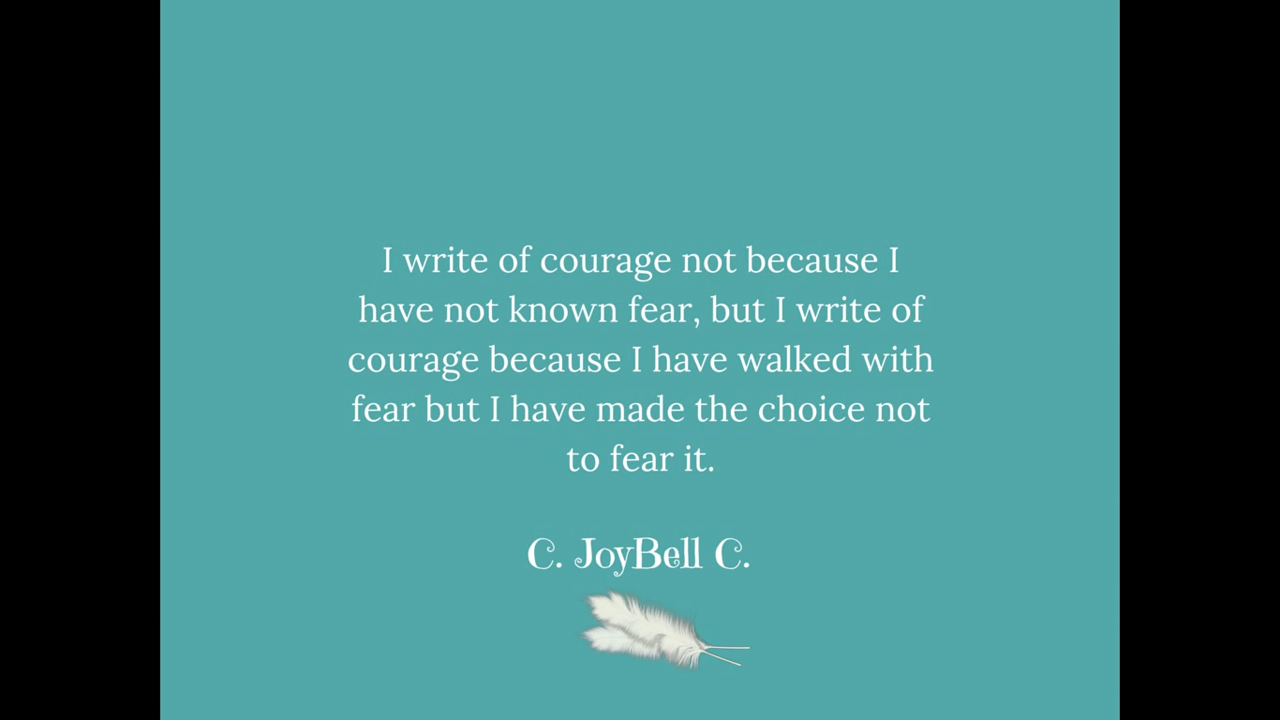 I write of courage not because I
have not known fear, but I write of
courage because I have walked with
fear but I have made the choice not
to fear it.
C. JoyBell C.